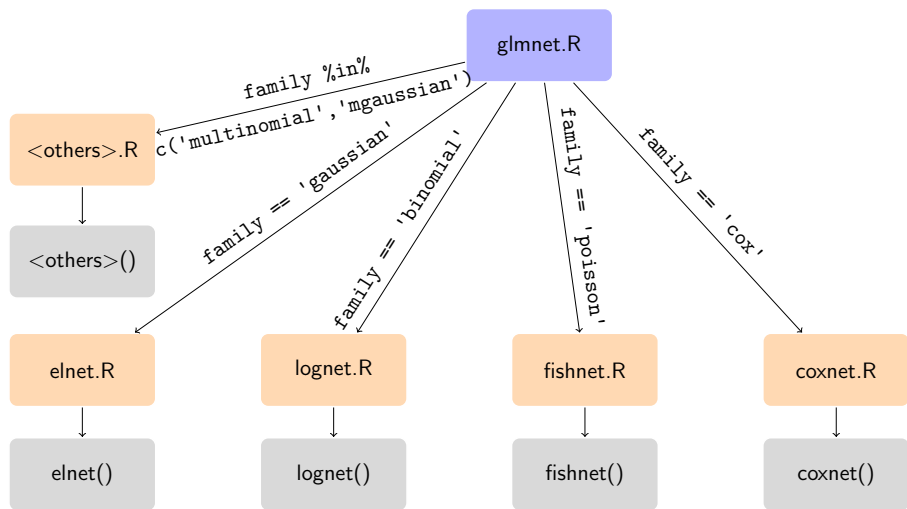 glmnet.R
family %in%
c('multinomial','mgaussian')
family == 'gaussian'
family == 'binomial'
family == 'poisson'
family == 'cox'
<others>.R
<others>()
elnet.R
lognet.R
fishnet.R
coxnet.R
elnet()
lognet()
fishnet()
coxnet()